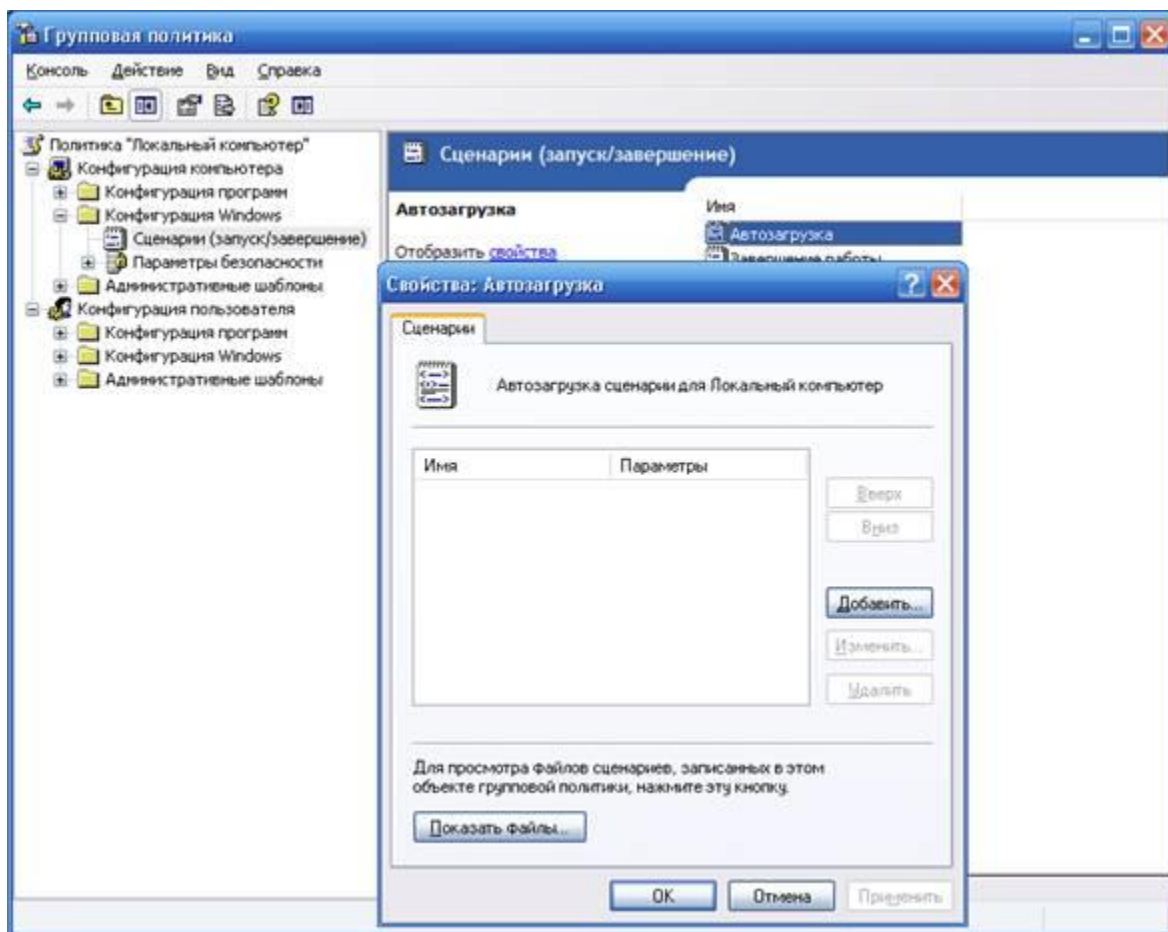 Групповая политика
Консоль Действие Вид Справка
Политика "Локальный компьютер"
Конфигурация компьютера
Конфигурация программ
Конфигурация Windows
Сценарии (запуск/завершение)
Параметры безопасности
Административные шаблоны
Конфигурация пользователя
Конфигурация программ
Конфигурация Windows
Административные шаблоны
Сценарии (запуск/завершение)
Автозагрузка
Отобразить свойства
Имя
Автозагрузка
Завершение работы
Свойства: Автозагрузка
Сценарии
Автозагрузка сценарии для Локальный компьютер
Имя Параметры
Вверх
Вниз
Добавить...
Изменить...
Удалить
Для просмотра файлов сценариев, записанных в этом
объекте групповой политики, нажмите эту кнопку.
Показать файлы...
ОК Отмена Применить